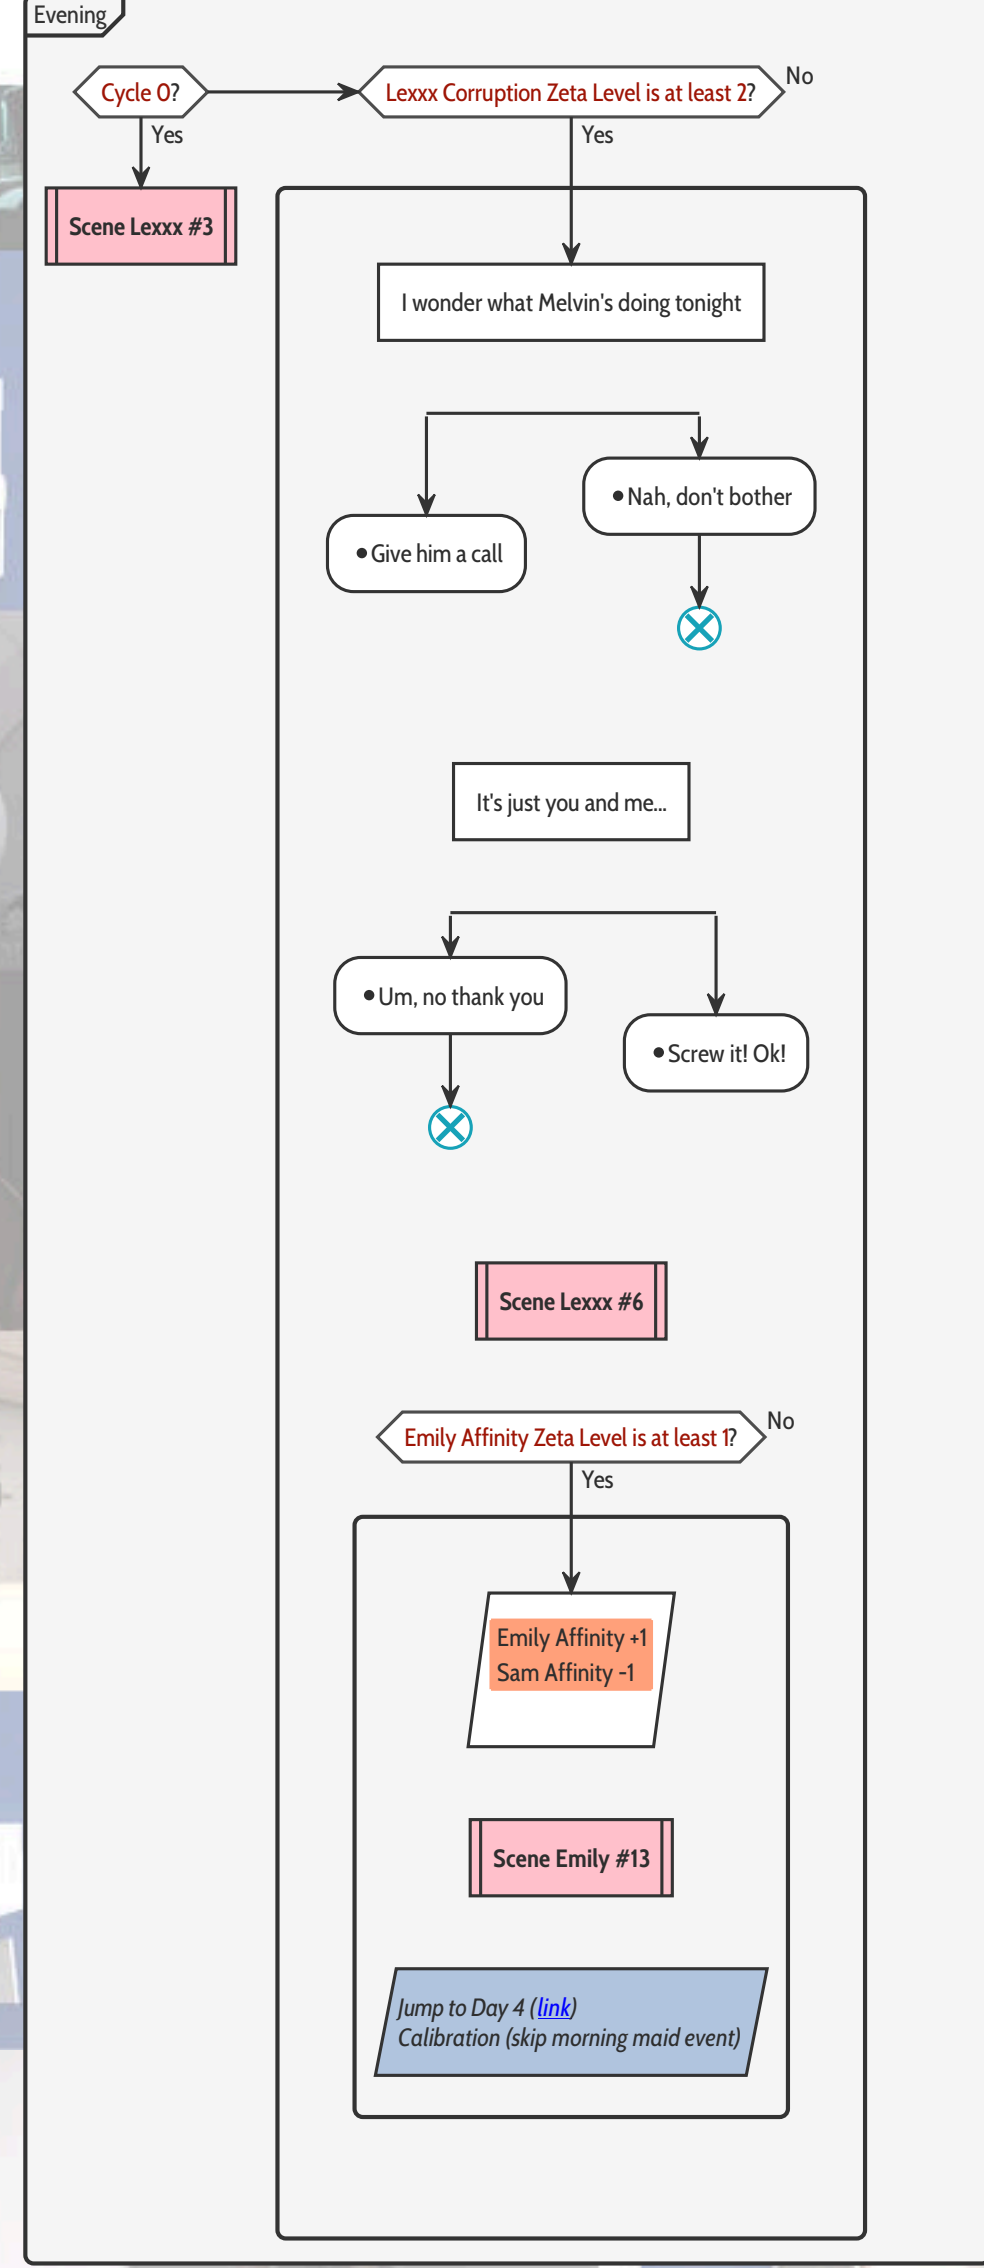 Evening
Cycle 0?
Lexxx Corruption Zeta Level is at least 2?
No
Yes
Yes
Scene Lexxx #3
I wonder what Melvin's doing tonight
•Nah, don't bother
•Give him a call
It's just you and me...
•Um, no thank you
•Screw it! Ok!
Scene Lexxx #6
Emily Affinity Zeta Level is at least 1?
No
Yes
Emily Affinity +1
Sam Affinity -1
Scene Emily #13
Jump to Day 4 (link)
Calibration (skip morning maid event)